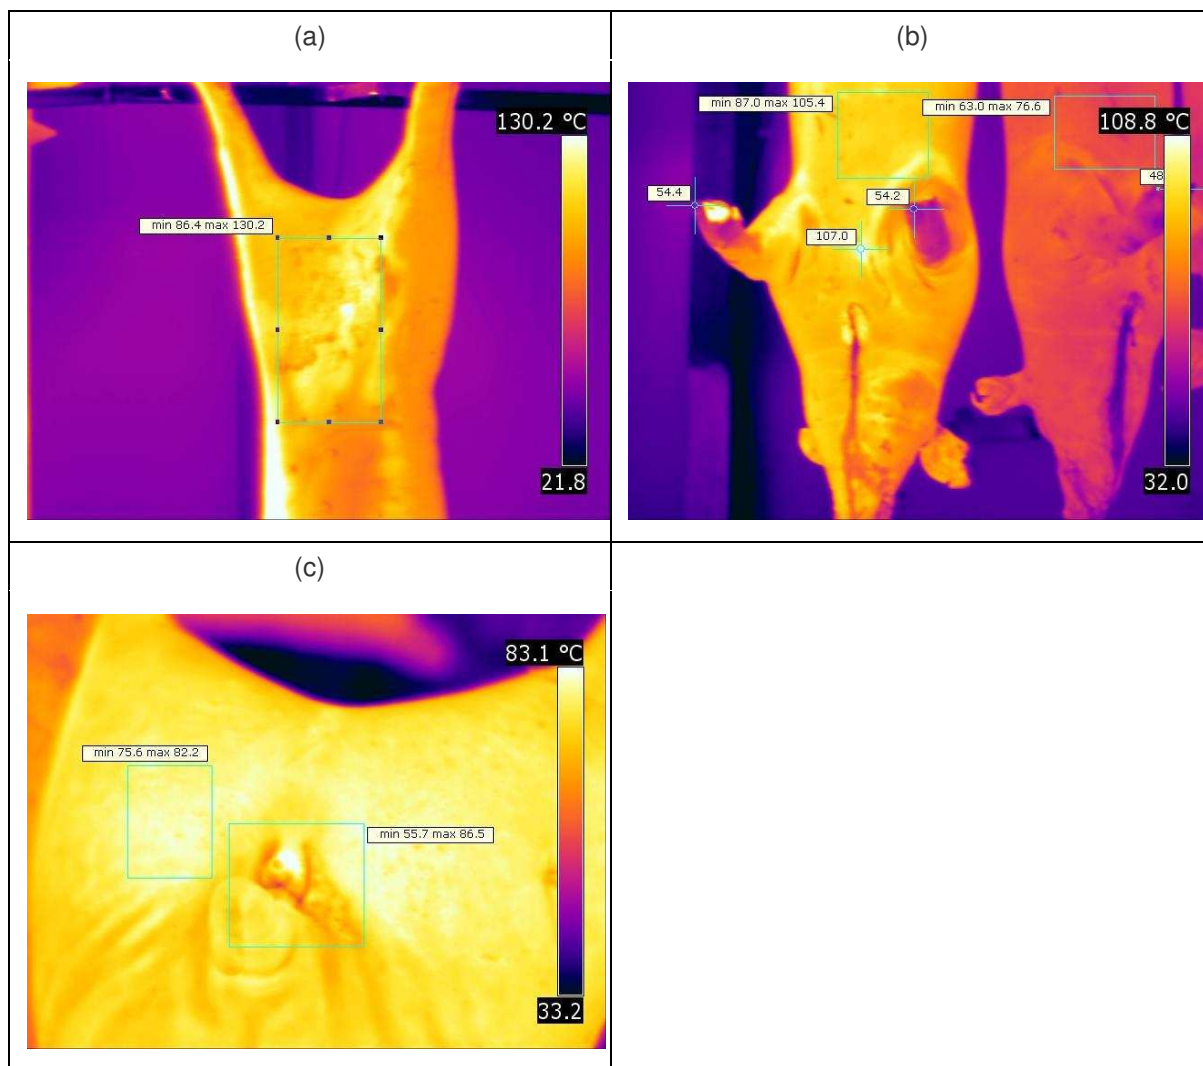 (a)
130.2 °C
min 86.4 max 130.2
21.8
(b)
min 87.0 max 105.4
min 63.0 max 76.6
108.8 °C
54.4
54.2
48
107.0
32.0
(c)
83.1 °C
min 75.6 max 82.2
min 55.7 max 86.5
33.2